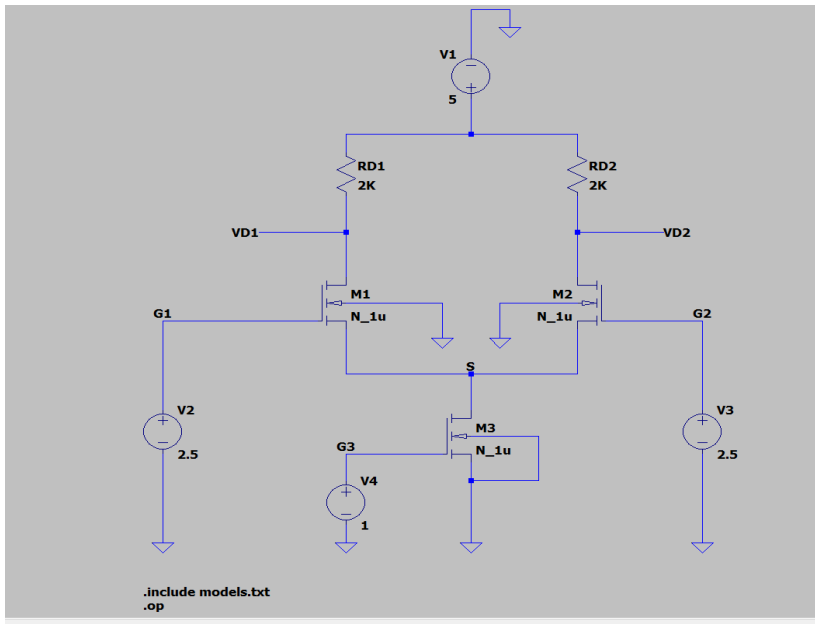 V1
5
RD1
2K
RD2
2K
VD1
VD2
M1
N_1u
M2
N_1u
G1
G2
S
V2
2.5
M3
N_1u
G3
V4
1
V3
2.5
.include models.txt
.op